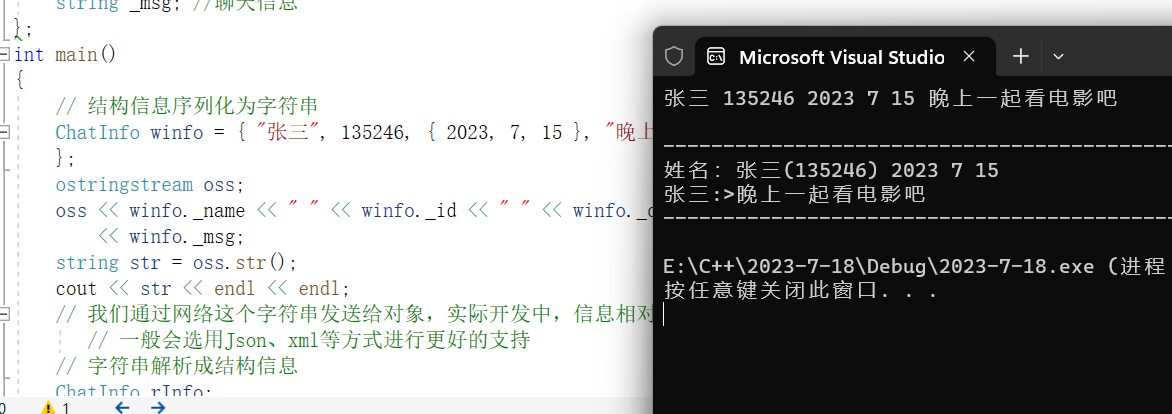 string _msg; //聊天信息
};
int main()
{
// 结构信息序列化为字符串
ChatInfo winfo = { "张三", 135246, { 2023, 7, 15 }, "晚上
};
ostringstream oss;
oss << winfo._name << " " << winfo._id << " " << winfo._
<< winfo._msg;
string str = oss.str();
cout << str << endl << endl;
// 我们通过网络这个字符串发送给对象，实际开发中，信息相对
// 一般会选用Json、xml等方式进行更好的支持
// 字符串解析成结构信息
ChatInfo rInfo;
0
1
Microsoft Visual Studio
张三 135246 2023 7 15 晚上一起看电影吧
-------------------------------------------
姓名：张三(135246) 2023 7 15
张三:>晚上一起看电影吧
-------------------------------------------
E:\C++\2023-7-18\Debug\2023-7-18.exe (进程
按任意键关闭此窗口. . .